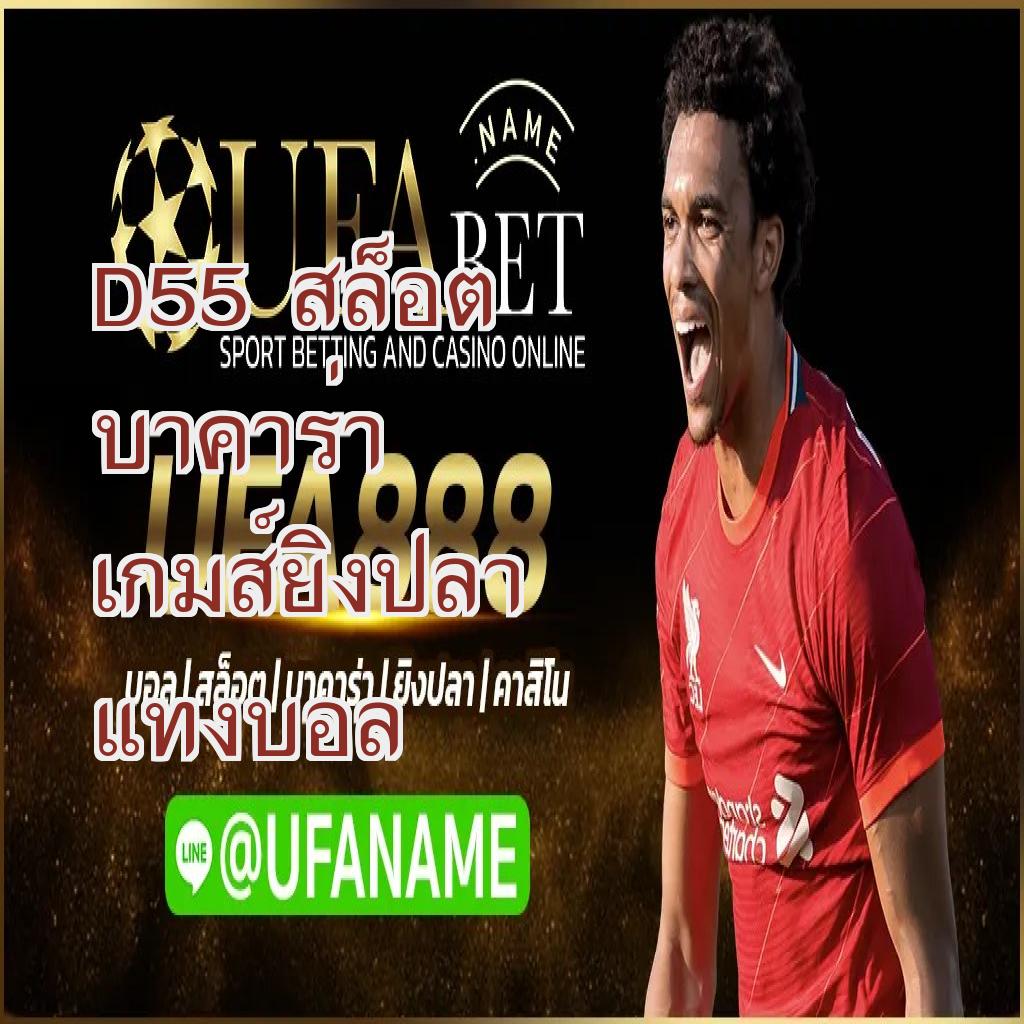 .NAME
UFABET
SPORT BETTING AND CASINO ONLINE
D55 สล็อต
บาคาร่า
UFA888
เกมส์ยิงปลา
บอล | สล็อต | บาคาร่า | ยิงปลา | คาสิโน
แทงบอล
LINE @UFANAME